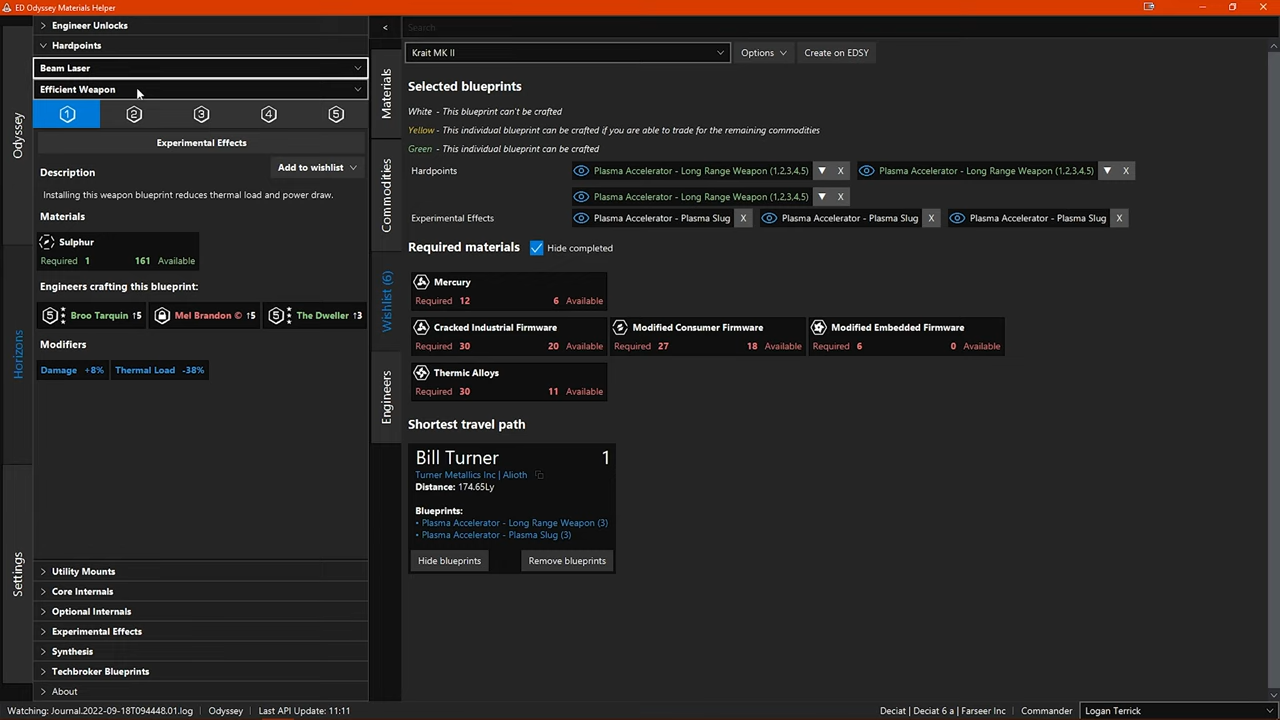 ED Odyssey Materials Helper
Odyssey
Horizons
Settings
Engineer Unlocks
Hardpoints
Beam Laser
Efficient Weapon
1 2 3 4 5
Experimental Effects
Description
Add to wishlist
Installing this weapon blueprint reduces thermal load and power draw.
Materials
Sulphur
Required 1 161 Available
Engineers crafting this blueprint:
5 Broo Tarquin ↑5 Mel Brandon © ↑5 5 The Dweller ↑3
Modifiers
Damage +8% Thermal Load -38%
Utility Mounts
Core Internals
Optional Internals
Experimental Effects
Synthesis
Techbroker Blueprints
About
<
Materials
Commodities
Wishlist (6)
Engineers
Search
Krait MK II Options Create on EDSY
Selected blueprints
White - This blueprint can't be crafted
Yellow - This individual blueprint can be crafted if you are able to trade for the remaining commodities
Green - This individual blueprint can be crafted
Hardpoints Plasma Accelerator - Long Range Weapon (1,2,3,4,5) ▼ X Plasma Accelerator - Long Range Weapon (1,2,3,4,5) ▼ X
Plasma Accelerator - Long Range Weapon (1,2,3,4,5) ▼ X
Experimental Effects Plasma Accelerator - Plasma Slug X Plasma Accelerator - Plasma Slug X Plasma Accelerator - Plasma Slug X
Required materials Hide completed
Mercury
Required 12 6 Available
Cracked Industrial Firmware Modified Consumer Firmware Modified Embedded Firmware
Required 30 20 Available Required 27 18 Available Required 6 0 Available
Thermic Alloys
Required 30 11 Available
Shortest travel path
Bill Turner 1
Turner Metallics Inc | Alioth
Distance: 174.65Ly
Blueprints:
• Plasma Accelerator - Long Range Weapon (3)
• Plasma Accelerator - Plasma Slug (3)
Hide blueprints Remove blueprints
Watching: Journal.2022-09-18T094448.01.log Odyssey Last API Update: 11:11 Deciat | Deciat 6 a | Farseer Inc Commander Logan Terrick